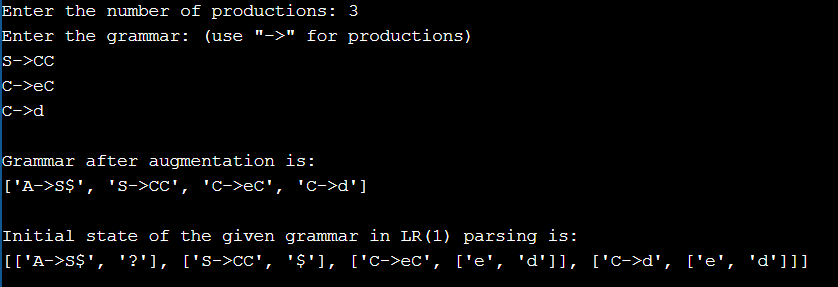 Enter the number of productions: 3
Enter the grammar: (use "->" for productions)
S->CC
C->eC
C->d
Grammar after augmentation is:
['A->S$', 'S->CC', 'C->eC', 'C->d']
Initial state of the given grammar in LR(1) parsing is:
[['A->S$', '?'], ['S->CC', '$'], ['C->eC', ['e', 'd']], ['C->d', ['e', 'd']]]